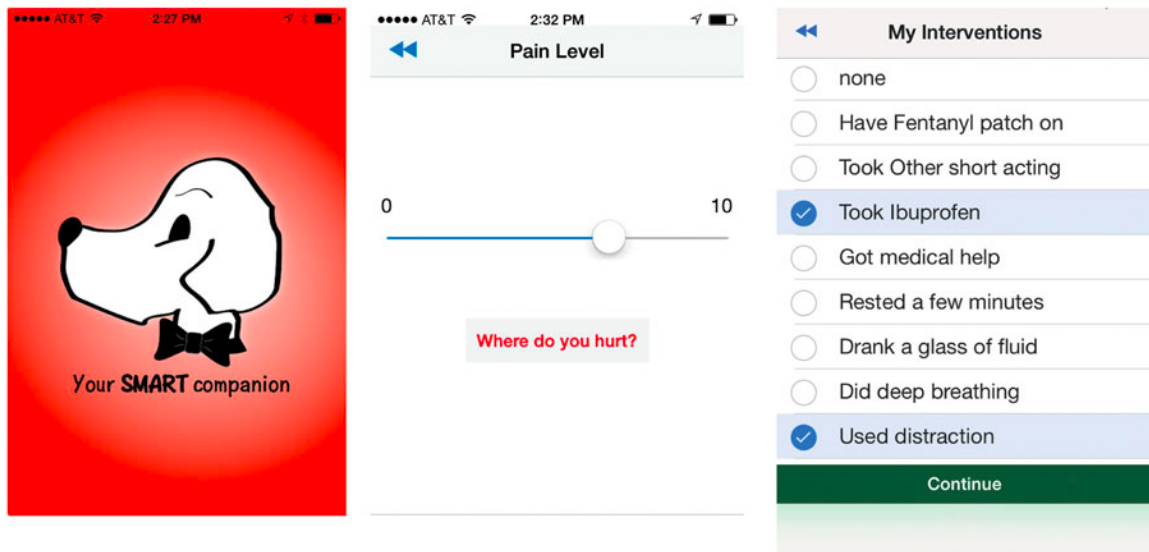 AT&T 2:27 PM
Your SMART companion
AT&T 2:32 PM
Pain Level
0 10
Where do you hurt?
My Interventions
none
Have Fentanyl patch on
Took Other short acting
Took Ibuprofen
Got medical help
Rested a few minutes
Drank a glass of fluid
Did deep breathing
Used distraction
Continue